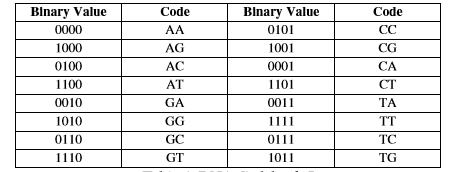 Binary Value Code Binary Value Code
0000 AA 0101 CC
1000 AG 1001 CG
0100 AC 0001 CA
1100 AT 1101 CT
0010 GA 0011 TA
1010 GG 1111 TT
0110 GC 0111 TC
1110 GT 1011 TG